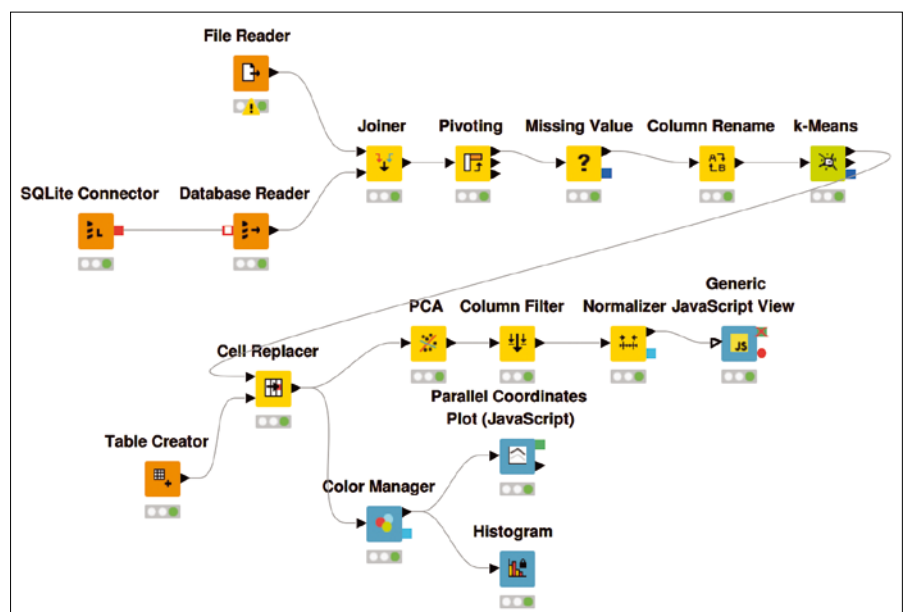 File Reader
Joiner
Pivoting
Missing Value
Column Rename
k-Means
SQLite Connector
Database Reader
?
A
B
L
PCA
Column Filter
Normalizer
Generic
JavaScript View
JS
Cell Replacer
Parallel Coordinates
Plot (JavaScript)
Table Creator
Color Manager
Histogram